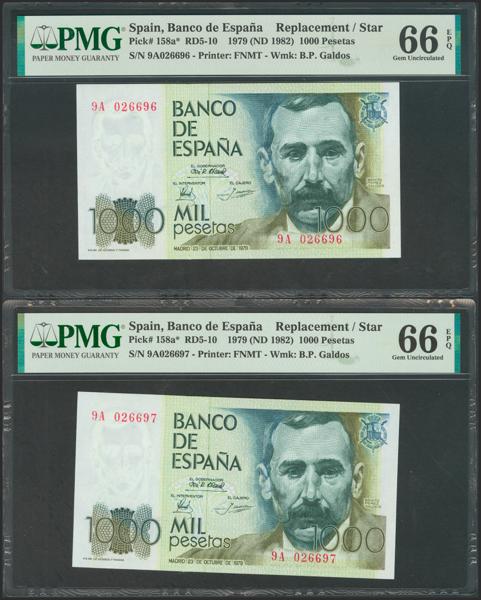 PMG
PAPER MONEY GUARANTY
Spain, Banco de España Replacement / Star
Pick# 158a* RD5-10 1979 (ND 1982) 1000 Pesetas
S/N 9A026696 - Printer: FNMT - Wmk: B.P. Galdos
66 EPQ
Gem Uncirculated
9A 026696
BANCO
DE
ESPAÑA
EL GOBERNADOR
EL INTERVENTOR EL CAJERO
1000 MIL 1000
pesetas
9A 026696
MADRID 23 DE OCTUBRE DE 1979
PMG
PAPER MONEY GUARANTY
Spain, Banco de España Replacement / Star
Pick# 158a* RD5-10 1979 (ND 1982) 1000 Pesetas
S/N 9A026697 - Printer: FNMT - Wmk: B.P. Galdos
66 EPQ
Gem Uncirculated
9A 026697
BANCO
DE
ESPAÑA
EL GOBERNADOR
EL INTERVENTOR EL CAJERO
1000 MIL 1000
pesetas
9A 026697
MADRID 23 DE OCTUBRE DE 1979